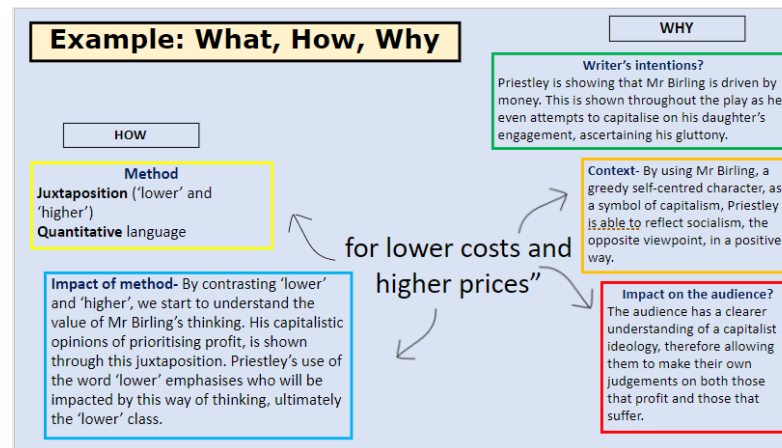 Example: What, How, Why
HOW
Method
Juxtaposition (‘lower’ and
‘higher’)
Quantitative language
Impact of method- By contrasting ‘lower’
and ‘higher’, we start to understand the
value of Mr Birling’s thinking. His capitalistic
opinions of prioritising profit, is shown
through this juxtaposition. Priestley’s use of
the word ‘lower’ emphasises who will be
impacted by this way of thinking, ultimately
the ‘lower’ class.
for lower costs and
higher prices”
WHY
Writer’s intentions?
Priestley is showing that Mr Birling is driven by
money. This is shown throughout the play as he
even attempts to capitalise on his daughter’s
engagement, ascertaining his gluttony.
Context- By using Mr Birling, a
greedy self-centred character, as
a symbol of capitalism, Priestley
is able to reflect socialism, the
opposite viewpoint, in a positive
way.
Impact on the audience?
The audience has a clearer
understanding of a capitalist
ideology, therefore allowing
them to make their own
judgements on both those
that profit and those that
suffer.